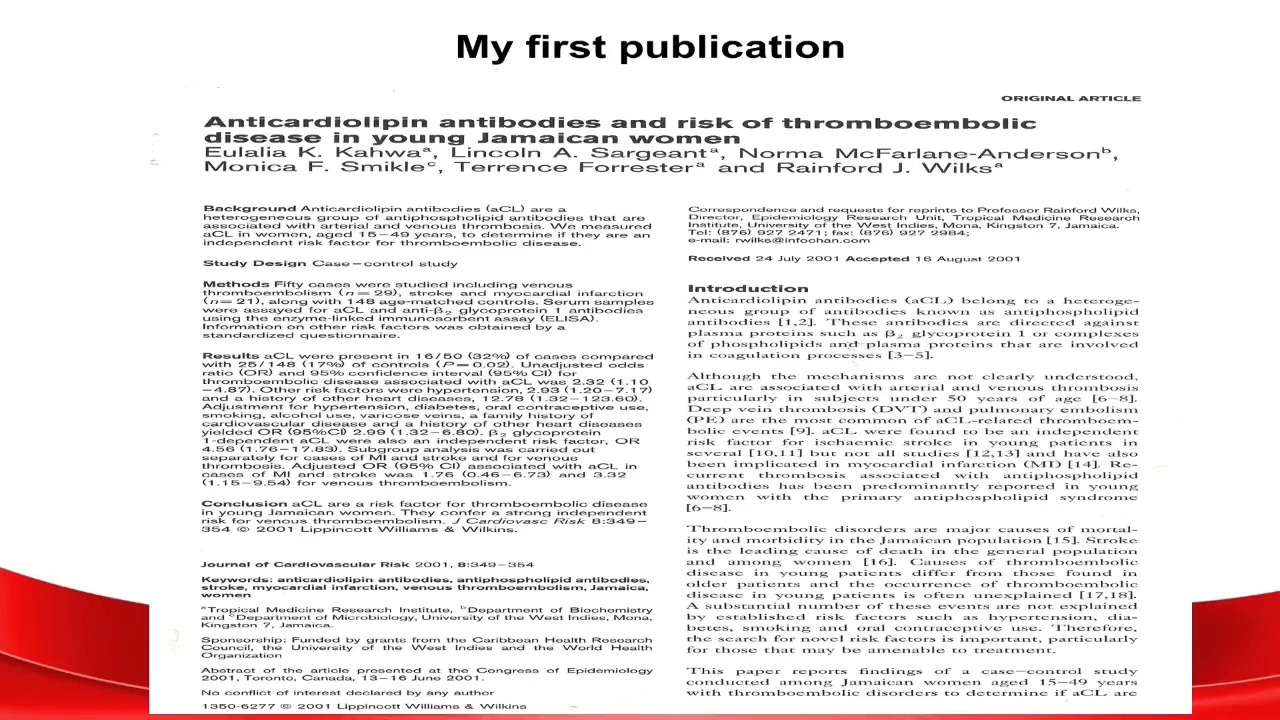 My first publication
ORIGINAL ARTICLE
Anticardiolipin antibodies and risk of thromboembolic
disease in young Jamaican women
Eulalia K. Kahwaᵃ, Lincoln A. Sargeantᵃ, Norma McFarlane-Andersonᵇ,
Monica F. Smikleᶜ, Terrence Forresterᵃ and Rainford J. Wilksᵃ
Background Anticardiolipin antibodies (aCL) are a
heterogeneous group of antiphospholipid antibodies that are
associated with arterial and venous thrombosis. We measured
aCL in women, aged 15–49 years, to determine if they are an
independent risk factor for thromboembolic disease.
Study Design Case–control study
Methods Fifty cases were studied including venous
thromboembolism (n = 29), stroke and myocardial infarction
(n = 21), along with 148 age-matched controls. Serum samples
were assayed for aCL and anti-β₂ glycoprotein 1 antibodies
using the enzyme-linked immunosorbent assay (ELISA).
Information on other risk factors was obtained by a
standardized questionnaire.
Results aCL were present in 16/50 (32%) of cases compared
with 25/148 (17%) of controls (P = 0.02). Unadjusted odds
ratio (OR) and 95% confidence interval (95% CI) for
thromboembolic disease associated with aCL was 2.32 (1.10
–4.87). Other risk factors were hypertension, 2.93 (1.20–7.17)
and a history of other heart diseases, 12.78 (1.32–123.60).
Adjustment for hypertension, diabetes, oral contraceptive use,
smoking, alcohol use, varicose veins, a family history of
cardiovascular disease and a history of other heart diseases
yielded OR (95%CI) 2.99 (1.32–6.80). β₂ glycoprotein
1-dependent aCL were also an independent risk factor, OR
4.56 (1.76–17.83). Subgroup analysis was carried out
separately for cases of MI and stroke and for venous
thrombosis. Adjusted OR (95% CI) associated with aCL in
cases of MI and stroke was 1.76 (0.46–6.73) and 3.32
(1.15–9.54) for venous thromboembolism.
Conclusion aCL are a risk factor for thromboembolic disease
in young Jamaican women. They confer a strong independent
risk for venous thromboembolism. J Cardiovasc Risk 8:349–
354 © 2001 Lippincott Williams & Wilkins.
Journal of Cardiovascular Risk 2001, 8:349–354
Keywords: anticardiolipin antibodies, antiphospholipid antibodies,
stroke, myocardial infarction, venous thromboembolism, Jamaica,
women
ᵃTropical Medicine Research Institute, ᵇDepartment of Biochemistry
and ᶜDepartment of Microbiology, University of the West Indies, Mona,
Kingston 7, Jamaica.
Sponsorship: Funded by grants from the Caribbean Health Research
Council, the University of the West Indies and the World Health
Organization
Abstract of the article presented at the Congress of Epidemiology
2001, Toronto, Canada, 13–16 June 2001.
No conflict of interest declared by any author
1350-6277 © 2001 Lippincott Williams & Wilkins
Correspondence and requests for reprints to Professor Rainford Wilks,
Director, Epidemiology Research Unit, Tropical Medicine Research
Institute, University of the West Indies, Mona, Kingston 7, Jamaica.
Tel: (876) 927 2471; fax: (876) 927 2984;
e-mail: rwilks@infochan.com
Received 24 July 2001 Accepted 16 August 2001
Introduction
Anticardiolipin antibodies (aCL) belong to a heteroge-
neous group of antibodies known as antiphospholipid
antibodies [1,2]. These antibodies are directed against
plasma proteins such as β₂ glycoprotein 1 or complexes
of phospholipids and plasma proteins that are involved
in coagulation processes [3–5].
Although the mechanisms are not clearly understood,
aCL are associated with arterial and venous thrombosis
particularly in subjects under 50 years of age [6–8].
Deep vein thrombosis (DVT) and pulmonary embolism
(PE) are the most common of aCL-related thromboem-
bolic events [9]. aCL were found to be an independent
risk factor for ischaemic stroke in young patients in
several [10,11] but not all studies [12,13] and have also
been implicated in myocardial infarction (MI) [14]. Re-
current thrombosis associated with antiphospholipid
antibodies has been predominantly reported in young
women with the primary antiphospholipid syndrome
[6–8].
Thromboembolic disorders are major causes of mortal-
ity and morbidity in the Jamaican population [15]. Stroke
is the leading cause of death in the general population
and among women [16]. Causes of thromboembolic
disease in young patients differ from those found in
older patients and the occurrence of thromboembolic
disease in young patients is often unexplained [17,18].
A substantial number of these events are not explained
by established risk factors such as hypertension, dia-
betes, smoking and oral contraceptive use. Therefore,
the search for novel risk factors is important, particularly
for those that may be amenable to treatment.
This paper reports findings of a case–control study
conducted among Jamaican women aged 15–49 years
with thromboembolic disorders to determine if aCL are